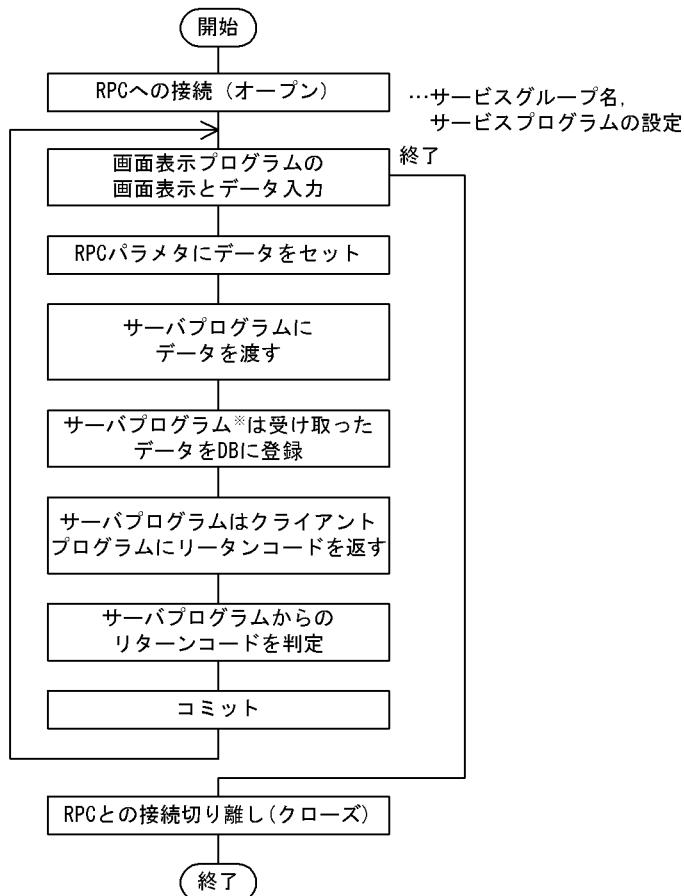 開始
RPCへの接続（オープン）
…サービスグループ名，
サービスプログラムの設定
画面表示プログラムの
画面表示とデータ入力
終了
RPCパラメタにデータをセット
サーバプログラムに
データを渡す
サーバプログラム※は受け取った
データをDBに登録
サーバプログラムはクライアント
プログラムにリータンコードを返す
サーバプログラムからの
リターンコードを判定
コミット
RPCとの接続切り離し(クローズ)
終了